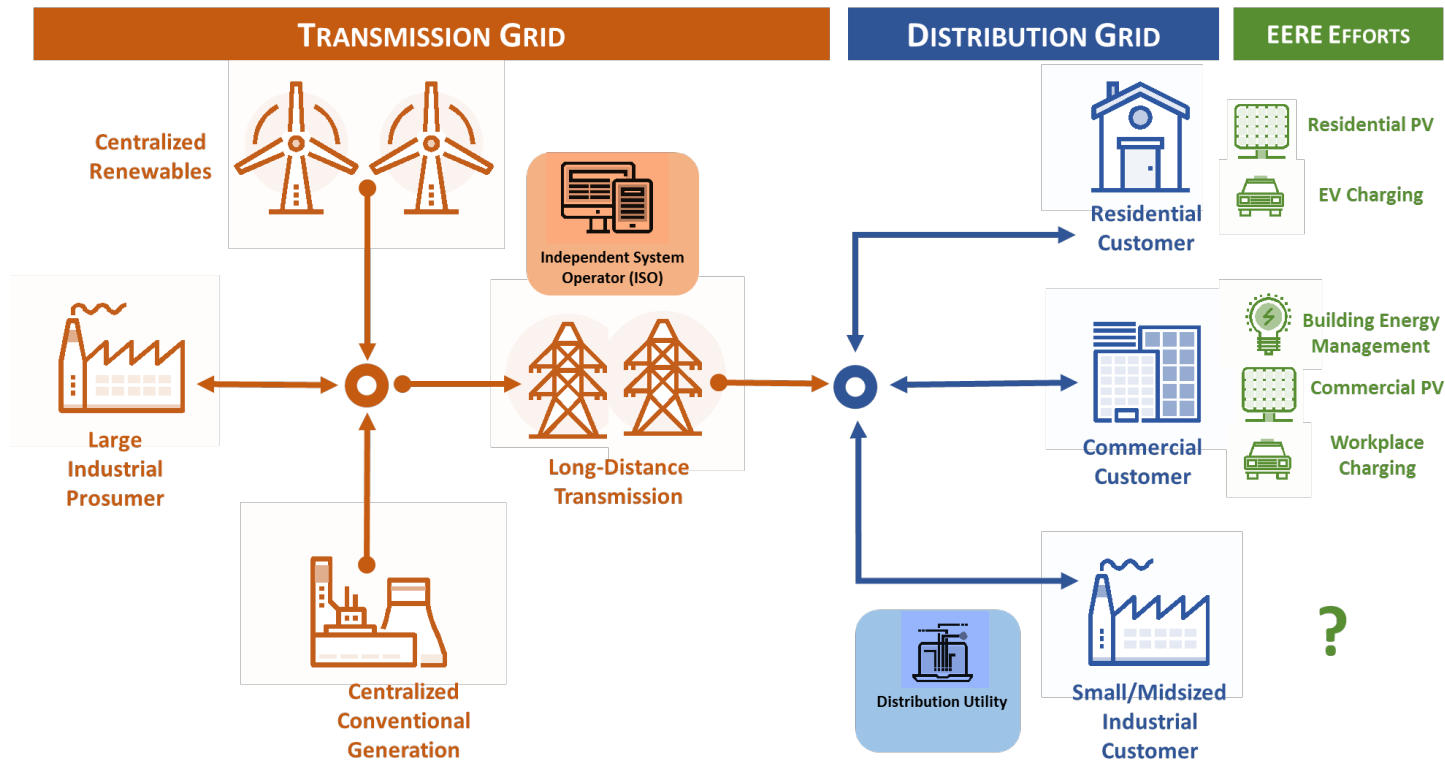 TRANSMISSION GRID
DISTRIBUTION GRID
EERE EFFORTS
Centralized
Renewables
Independent System
Operator (ISO)
Large
Industrial
Prosumer
Long-Distance
Transmission
Centralized
Conventional
Generation
Residential
Customer
Residential PV
EV Charging
Commercial
Customer
Building Energy
Management
Commercial PV
Workplace
Charging
Distribution Utility
Small/Midsized
Industrial
Customer
?